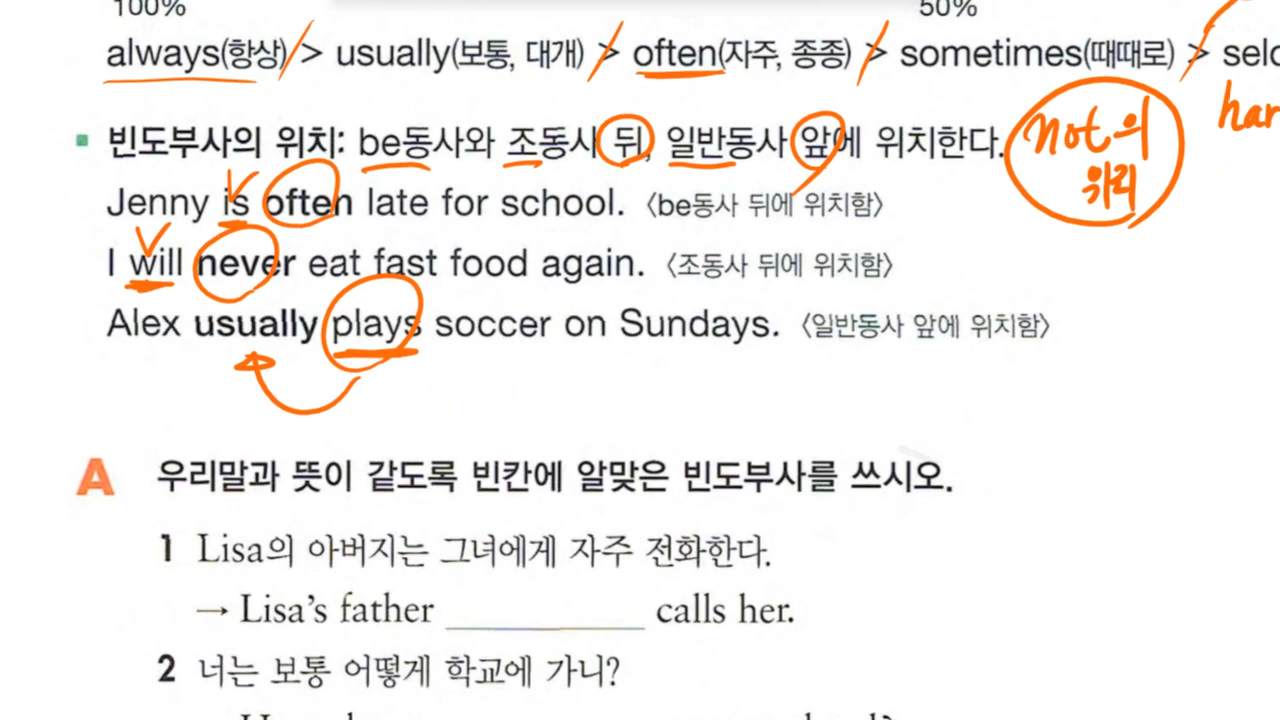 100% 50%
always(항상) > usually(보통, 대개) > often(자주, 종종) > sometimes(때때로) >
빈도부사의 위치: be동사와 조동사 뒤, 일반동사 앞에 위치한다. not의
위치
Jenny is often late for school. 〈be동사 뒤에 위치함〉
I will never eat fast food again. 〈조동사 뒤에 위치함〉
Alex usually plays soccer on Sundays. 〈일반동사 앞에 위치함〉
A 우리말과 뜻이 같도록 빈칸에 알맞은 빈도부사를 쓰시오.
1 Lisa의 아버지는 그녀에게 자주 전화한다.
→ Lisa's father ________ calls her.
2 너는 보통 어떻게 학교에 가니?